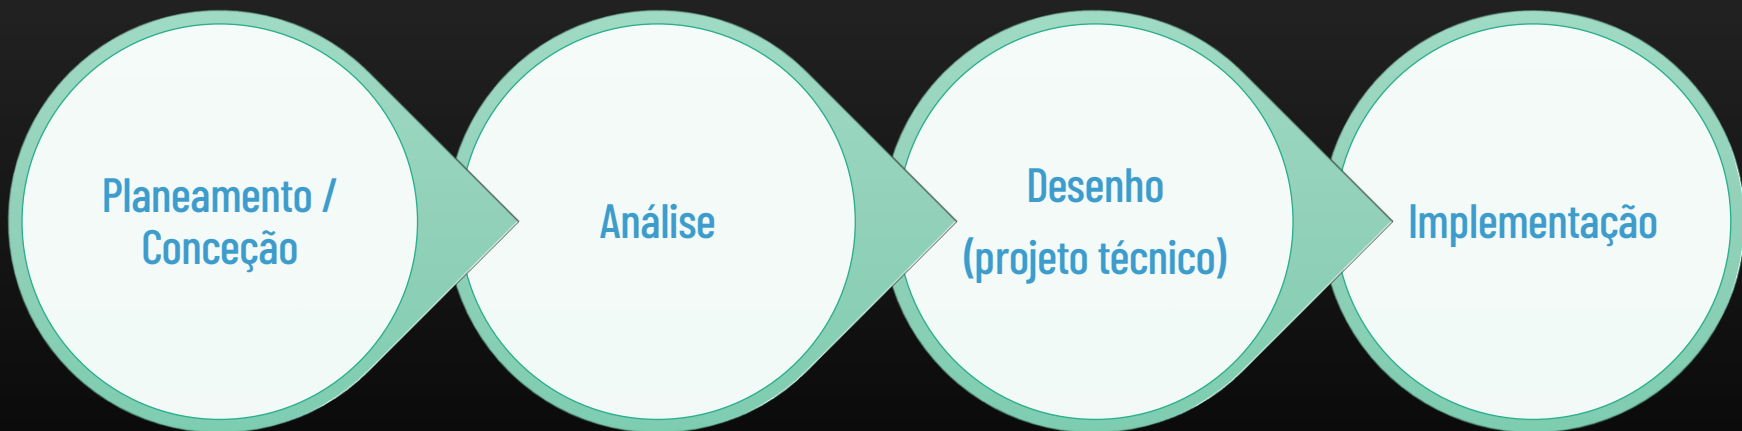 Planeamento /
Conceção
Análise
Desenho
(projeto técnico)
Implementação